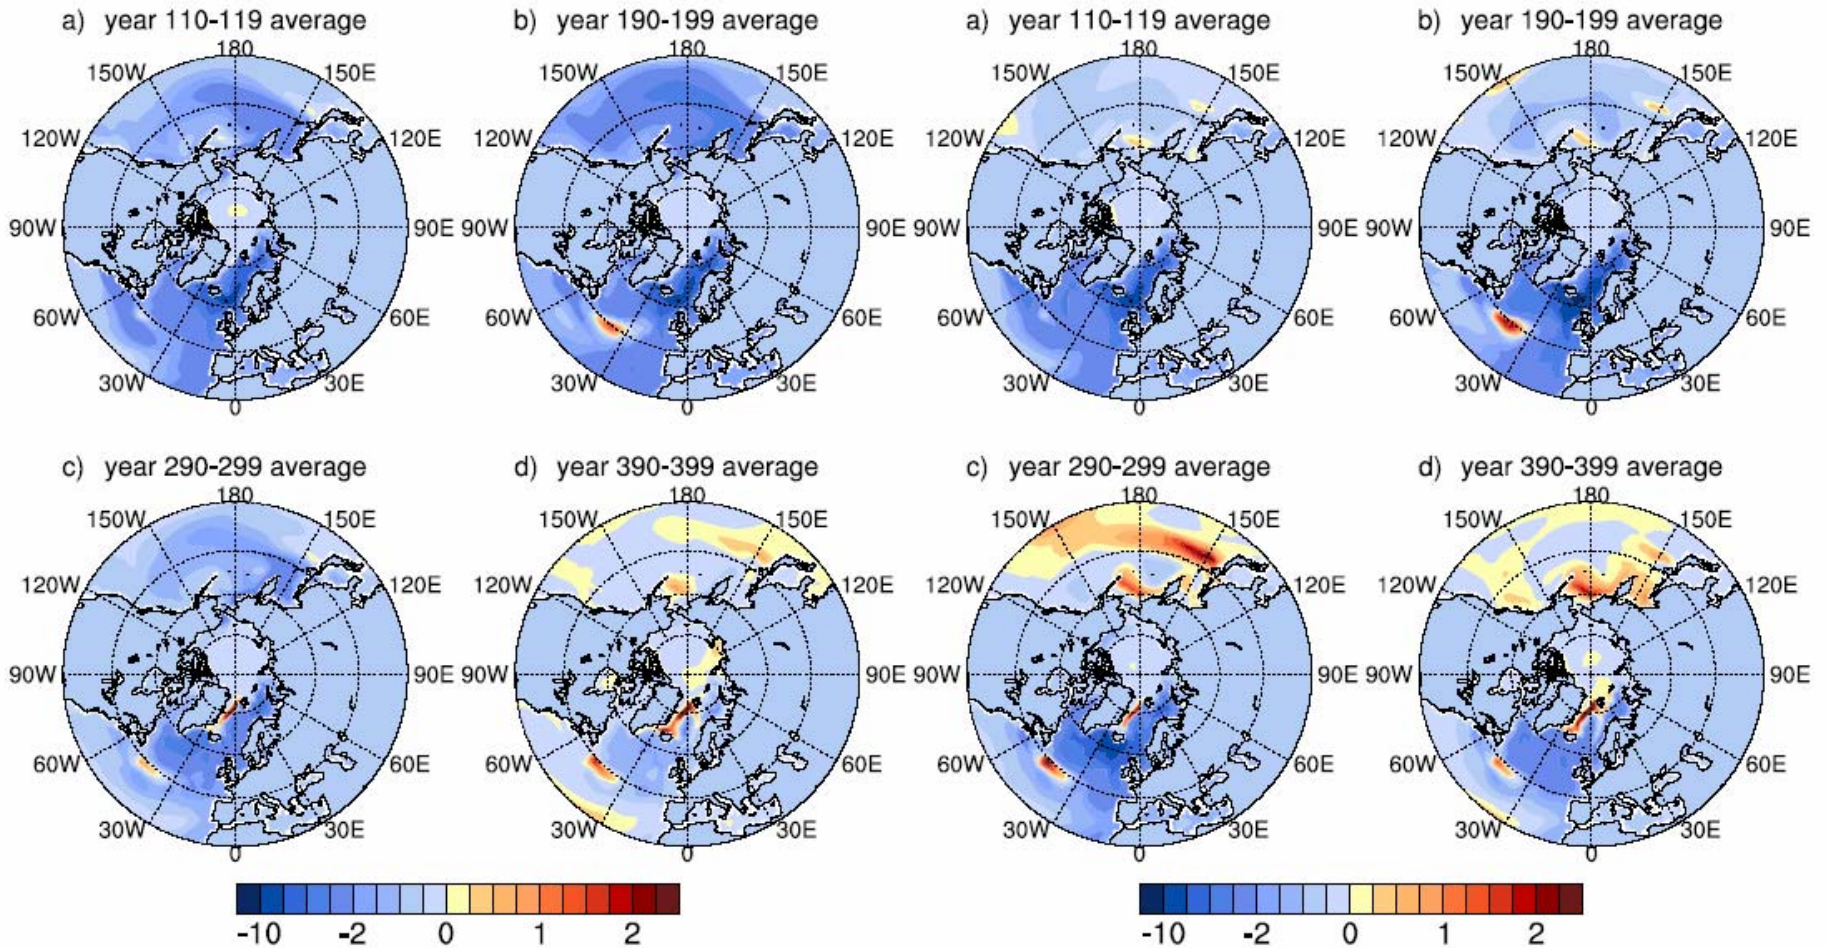 a) year 110-119 average
b) year 190-199 average
a) year 110-119 average
b) year 190-199 average
180 180 180 180
150W 150E 150W 150E 150W 150E 150W 150E
120W 120E 120W 120E 120W 120E 120W 120E
90W 90E 90W 90E 90W 90E 90W 90E
60W 60E 60W 60E 60W 60E 60W 60E
30W 30E 30W 30E 30W 30E 30W 30E
0 0 0 0
c) year 290-299 average
d) year 390-399 average
c) year 290-299 average
d) year 390-399 average
180 180 180 180
150W 150E 150W 150E 150W 150E 150W 150E
120W 120E 120W 120E 120W 120E 120W 120E
90W 90E 90W 90E 90W 90E 90W 90E
60W 60E 60W 60E 60W 60E 60W 60E
30W 30E 30W 30E 30W 30E 30W 30E
0 0 0 0
-10 -2 0 1 2
-10 -2 0 1 2